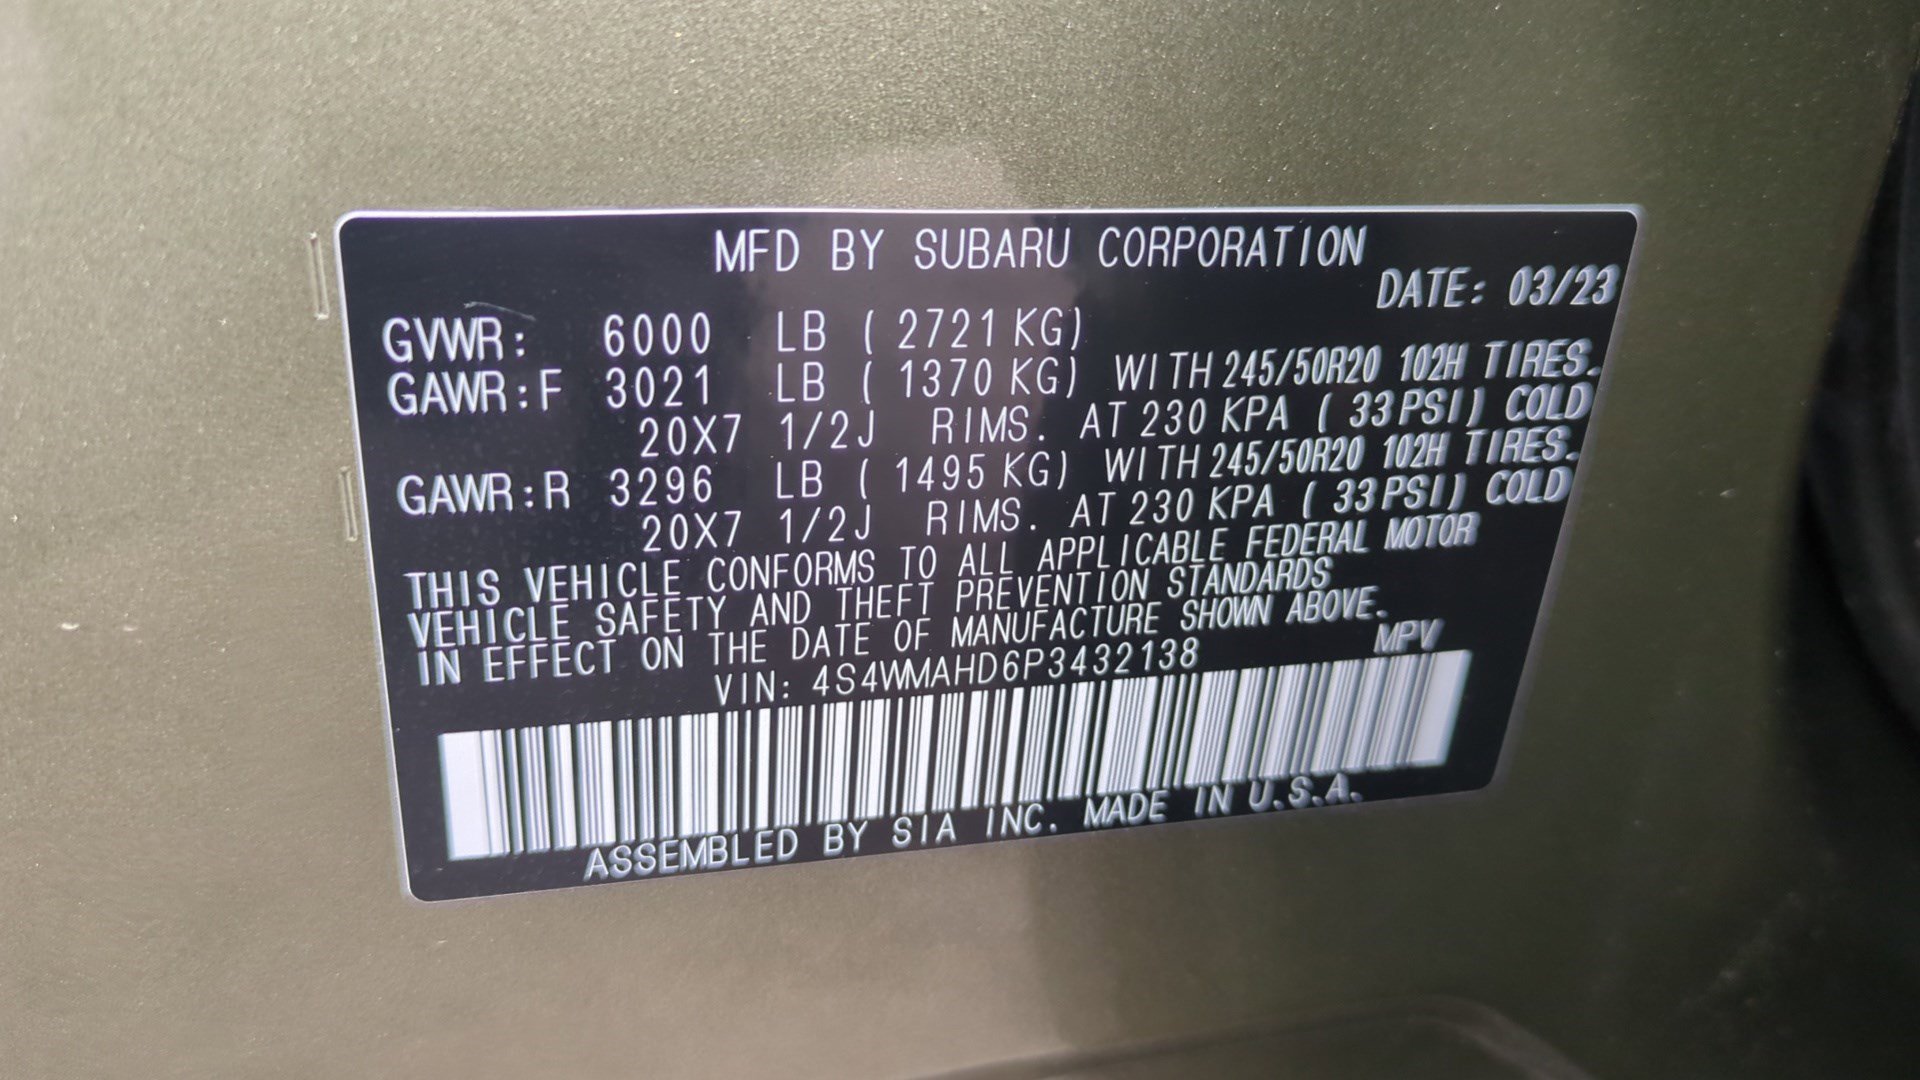 MFD BY SUBARU CORPORATION
DATE: 03/23
GVWR: 6000 LB ( 2721 KG)
GAWR:F 3021 LB ( 1370 KG) WITH 245/50R20 102H TIRES.
20X7 1/2J RIMS. AT 230 KPA ( 33 PSI) COLD
GAWR:R 3296 LB ( 1495 KG) WITH 245/50R20 102H TIRES.
20X7 1/2J RIMS. AT 230 KPA ( 33 PSI) COLD
THIS VEHICLE CONFORMS TO ALL APPLICABLE FEDERAL MOTOR
VEHICLE SAFETY AND THEFT PREVENTION STANDARDS
IN EFFECT ON THE DATE OF MANUFACTURE SHOWN ABOVE.
VIN: 4S4WMAHD6P3432138 MPV
ASSEMBLED BY SIA INC. MADE IN U.S.A.